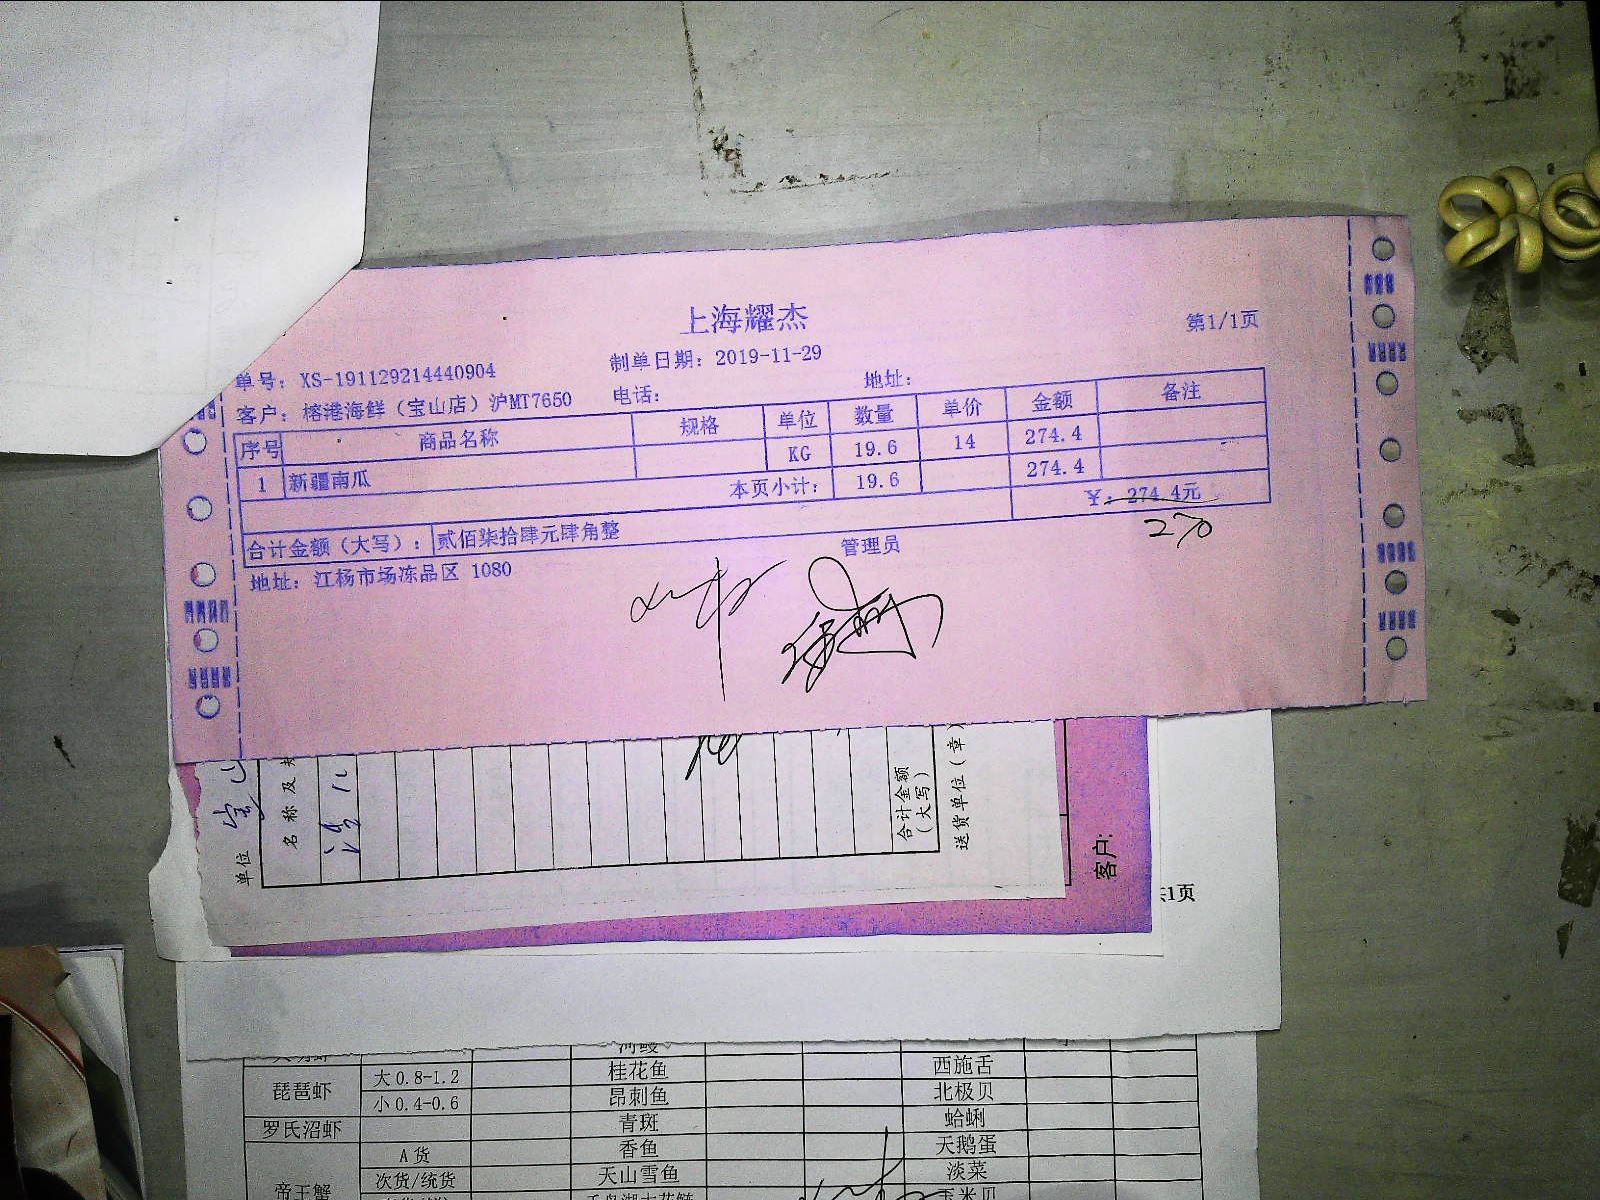 上海耀杰
第1/1页
单号：XS-191129214440904 制单日期：2019-11-29
客户：榕港海鲜（宝山店）沪MT7650 电话： 地址：
序号 商品名称 规格 单位 数量 单价 金额 备注
1 新疆南瓜 KG 19.6 14 274.4
本页小计： 19.6 274.4
合计金额（大写）： 贰佰柒拾肆元肆角整 ￥：274.4元
270
地址：江杨市场冻品区 1080 管理员
单位
名称及
合计金额（大写）
送货单位（章）
客户:
1页
河鳗
琵琶虾 大0.8-1.2 桂花鱼 西施舌
小0.4-0.6 昂刺鱼 北极贝
罗氏沼虾 青斑 蛤蜊
A货 香鱼 天鹅蛋
帝王蟹 次货/统货 天山雪鱼 淡菜